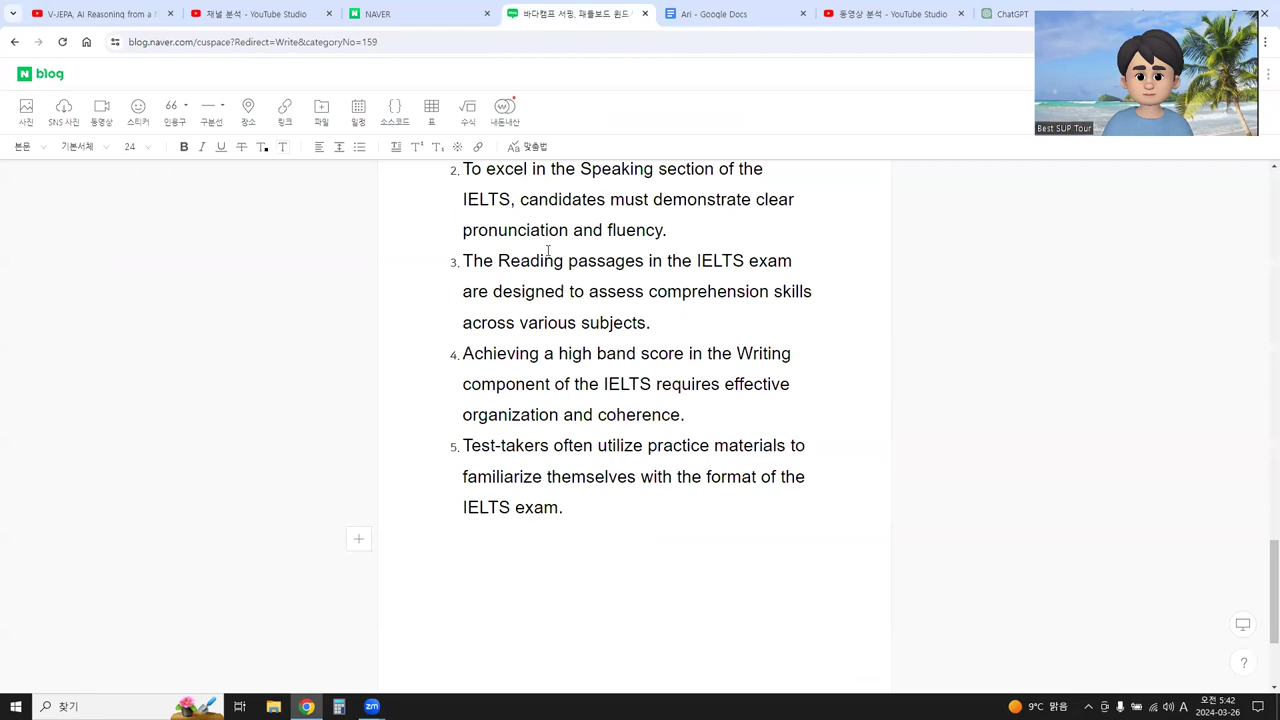 V-JEPA, AI Reasoning from a
채널 분석 - YouTube Studio
NAVER
바다캠프 서핑, 패들보드 윈드
Ari - Google Docs
동영상 분석 - YouTube Studio
ChatGPT
blog.naver.com/cuspace?Redirect=Write&categoryNo=159
N blog
사진
SNS 사진
동영상
스티커
인용구
구분선
장소
링크
파일
일정
소스코드
표
수식
내돈내산
본문 기본서체 24 맞춤법
Best SUP Tour
2. To excel in the Speaking section of the
IELTS, candidates must demonstrate clear
pronunciation and fluency.
3. The Reading passages in the IELTS exam
are designed to assess comprehension skills
across various subjects.
4. Achieving a high band score in the Writing
component of the IELTS requires effective
organization and coherence.
5. Test-takers often utilize practice materials to
familiarize themselves with the format of the
IELTS exam.
찾기
zm
9°C 맑음
A
오전 5:42
2024-03-26